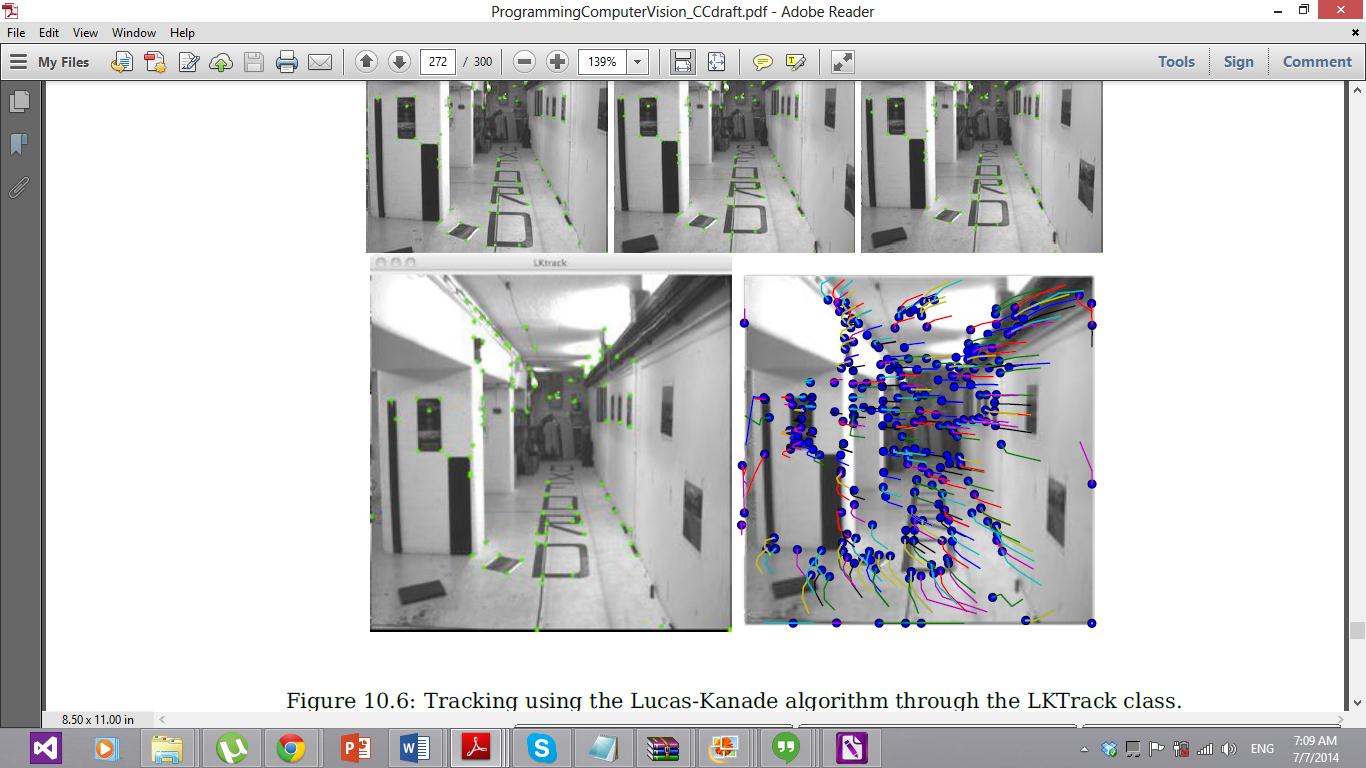 ProgrammingComputerVision_CCdraft.pdf - Adobe Reader
File Edit View Window Help
My Files 272 / 300 139% Tools Sign Comment
LKtrack
Figure 10.6: Tracking using the Lucas-Kanade algorithm through the LKTrack class.
8.50 x 11.00 in
ENG 7:09 AM
7/7/2014